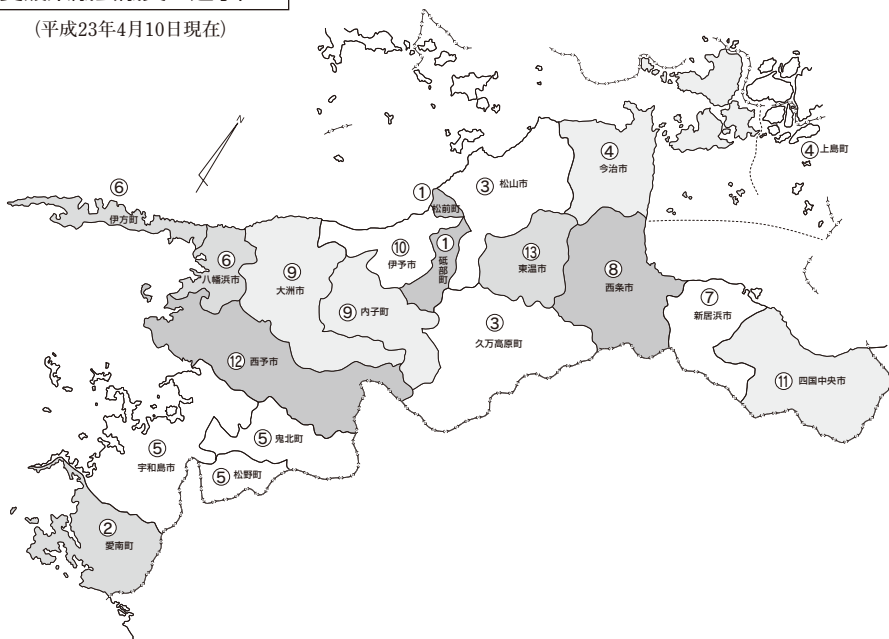 (平成23年4月10日現在)
N
④
上島町
④
今治市
③
松山市
①
松前町
⑥
伊方町
⑥
八幡浜市
⑨
大洲市
⑩
伊予市
①
砥部町
⑬
東温市
⑧
西条市
⑦
新居浜市
⑨ 内子町
③
久万高原町
⑫ 西予市
⑪ 四国中央市
⑤ 鬼北町
⑤
宇和島市
⑤ 松野町
②
愛南町